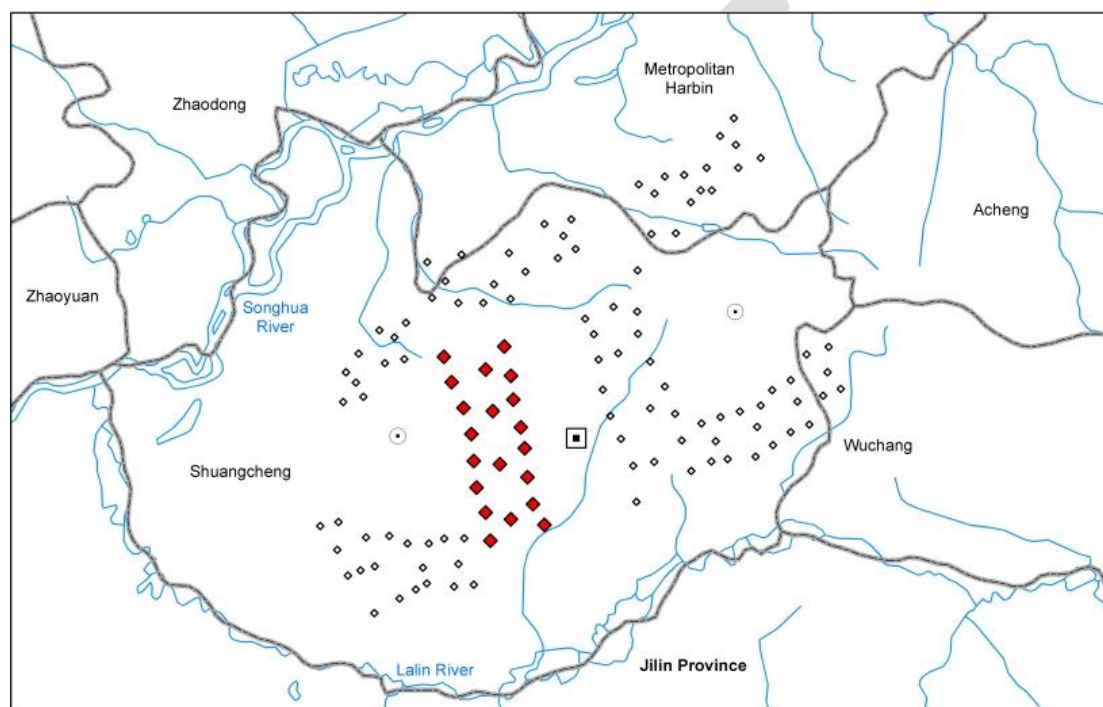 Metropolitan
Harbin
Zhaodong
Acheng
Zhaoyuan
Songhua
River
Wuchang
Shuangcheng
Lalin River
Jilin Province